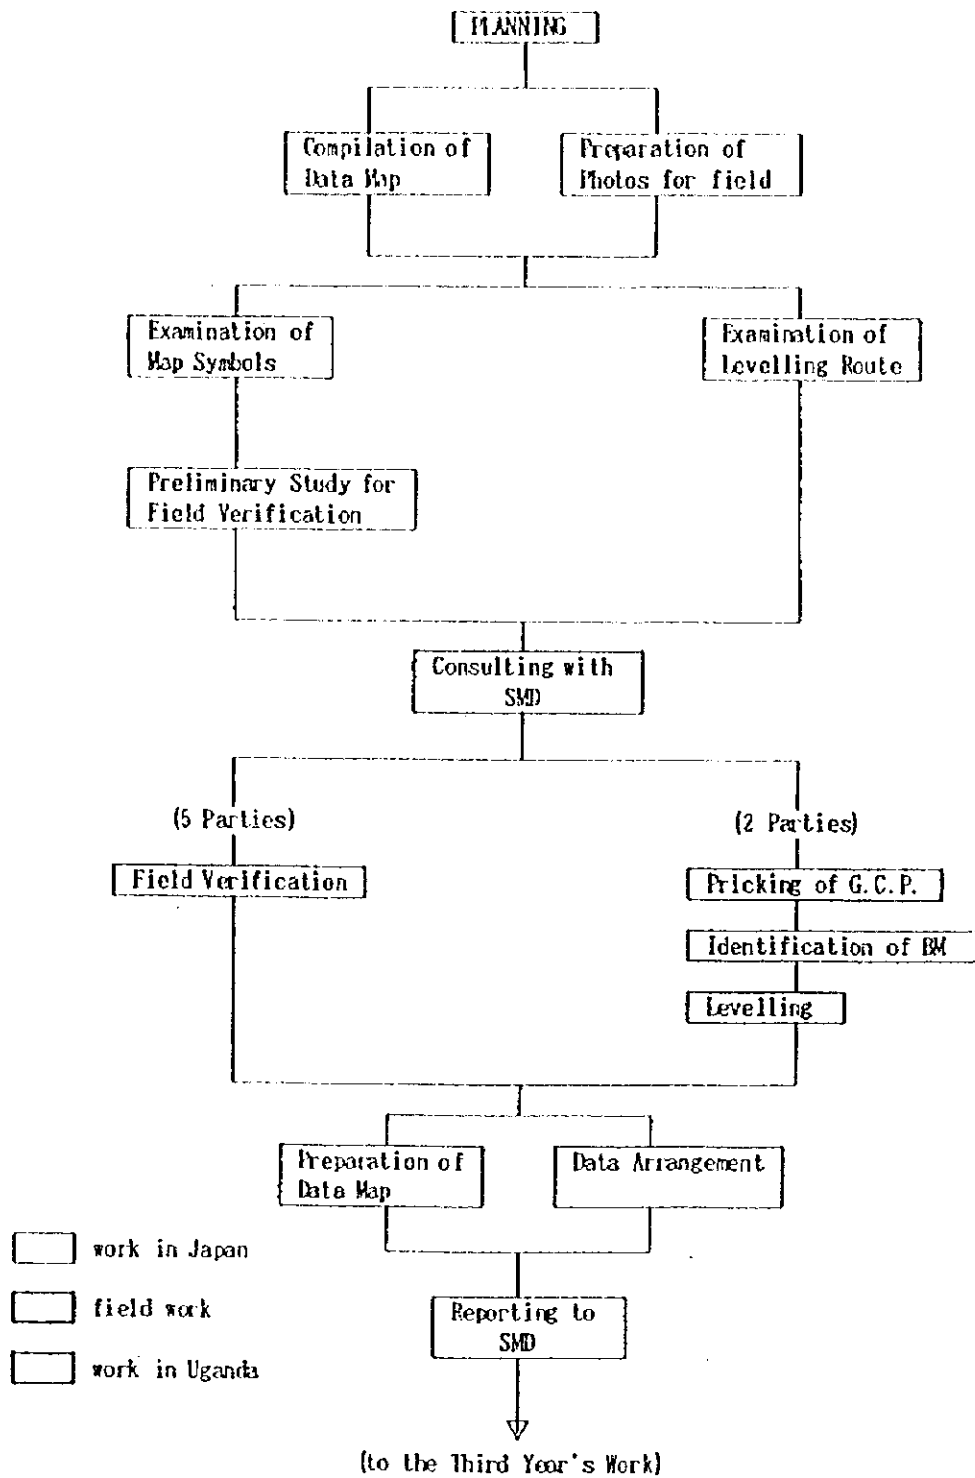 PLANNING
Compilation of
Data Map
Preparation of
Photos for field
Examination of
Map Symbols
Examination of
Levelling Route
Preliminary Study for
Field Verification
Consulting with
SMD
(5 Parties)
Field Verification
(2 Parties)
Pricking of G.C.P.
Identification of BM
Levelling
Preparation of
Data Map
Data Arrangement
work in Japan
field work
work in Uganda
Reporting to
SMD
(to the Third Year's Work)